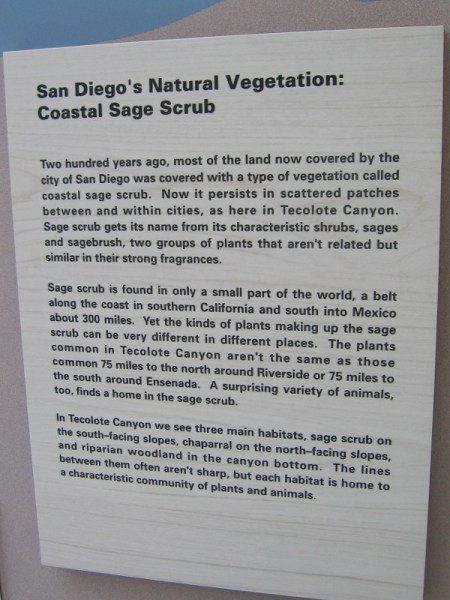 San Diego's Natural Vegetation:
Coastal Sage Scrub
Two hundred years ago, most of the land now covered by the
city of San Diego was covered with a type of vegetation called
coastal sage scrub. Now it persists in scattered patches
between and within cities, as here in Tecolote Canyon.
Sage scrub gets its name from its characteristic shrubs, sages
and sagebrush, two groups of plants that aren't related but
similar in their strong fragrances.
Sage scrub is found in only a small part of the world, a belt
along the coast in southern California and south into Mexico
about 300 miles. Yet the kinds of plants making up the sage
scrub can be very different in different places. The plants
common in Tecolote Canyon aren't the same as those
common 75 miles to the north around Riverside or 75 miles to
the south around Ensenada. A surprising variety of animals,
too, finds a home in the sage scrub.
In Tecolote Canyon we see three main habitats, sage scrub on
the south-facing slopes, chaparral on the north-facing slopes,
and riparian woodland in the canyon bottom. The lines
between them often aren't sharp, but each habitat is home to
a characteristic community of plants and animals.